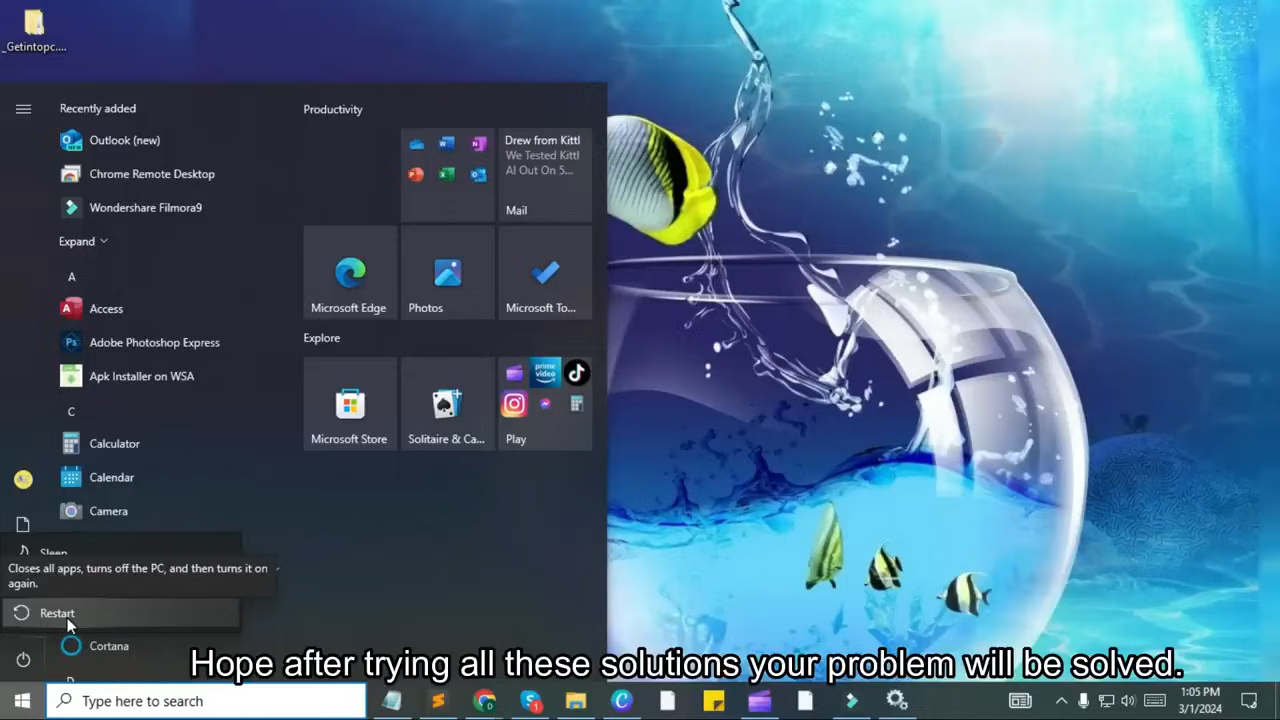 _Getintopc....
Recently added
Outlook (new)
Chrome Remote Desktop
Wondershare Filmora9
Expand
A
Access
Adobe Photoshop Express
Apk Installer on WSA
C
Calculator
Calendar
Camera
Sleep
Closes all apps, turns off the PC, and then turns it on
again.
Restart
Cortana
Productivity
Drew from Kittl
We Tested Kittl
AI Out On 5...
Mail
Microsoft Edge
Photos
Microsoft To...
Explore
prime
video
Microsoft Store
Solitaire & Ca...
Play
Hope after trying all these solutions your problem will be solved.
Type here to search
1:05 PM
3/1/2024